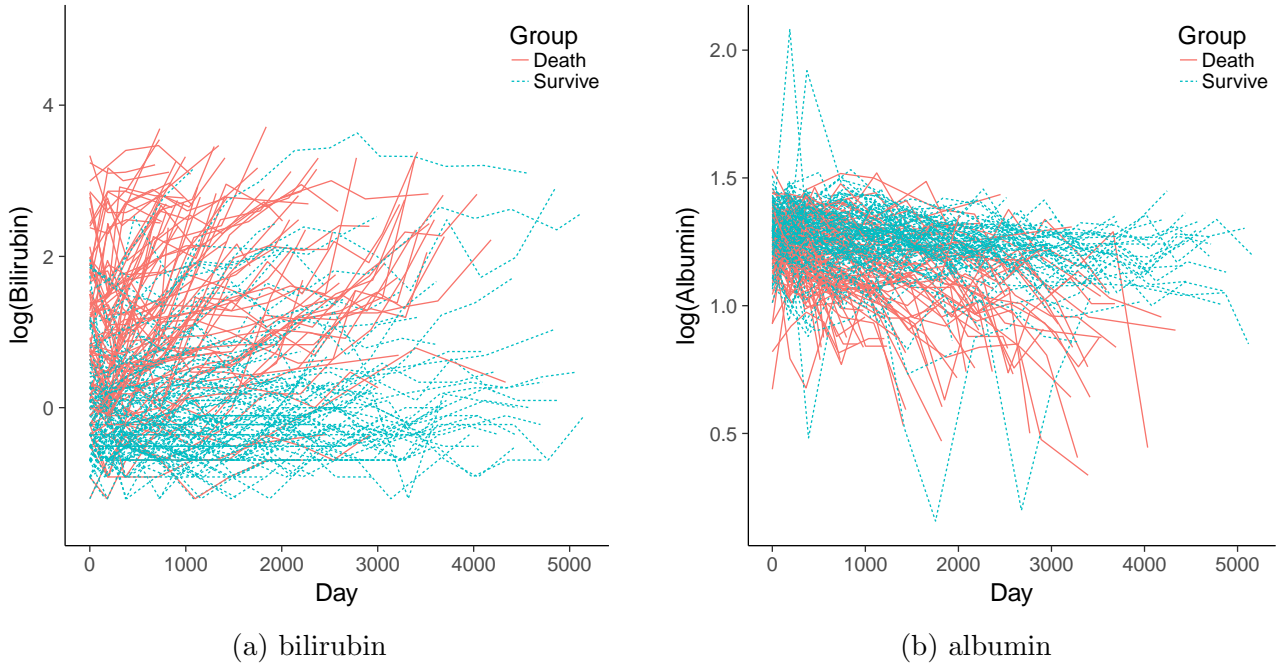 Group
Death
Survive
log(Bilirubin)
4
2
0
0 1000 2000 3000 4000 5000
Day
(a) bilirubin
Group
Death
Survive
log(Albumin)
2.0
1.5
1.0
0.5
0 1000 2000 3000 4000 5000
Day
(b) albumin